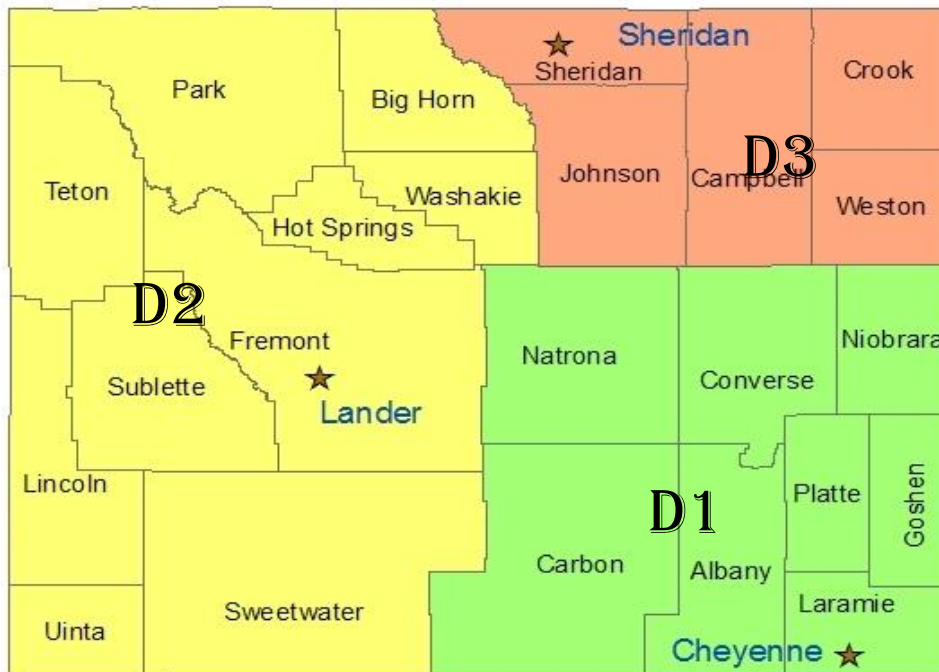 Sheridan
Park
Sheridan
Crook
Big Horn
D3
Johnson
Campbell
Teton
Washakie
Weston
Hot Springs
D2
Fremont
Natrona
Niobrara
Sublette
Converse
Lander
Lincoln
Platte
Goshen
D1
Carbon
Albany
Sweetwater
Laramie
Uinta
Cheyenne